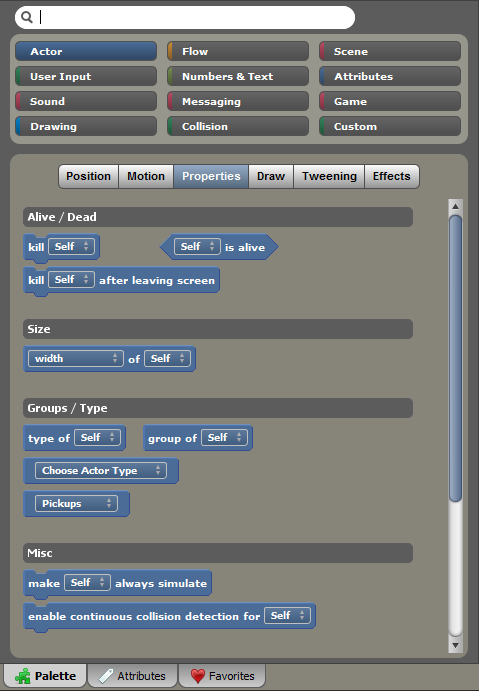 Actor Flow Scene
User Input Numbers & Text Attributes
Sound Messaging Game
Drawing Collision Custom
Position Motion Properties Draw Tweening Effects
Alive / Dead
kill Self Self is alive
kill Self after leaving screen
Size
width of Self
Groups / Type
type of Self group of Self
Choose Actor Type
Pickups
Misc
make Self always simulate
enable continuous collision detection for Self
Palette Attributes Favorites